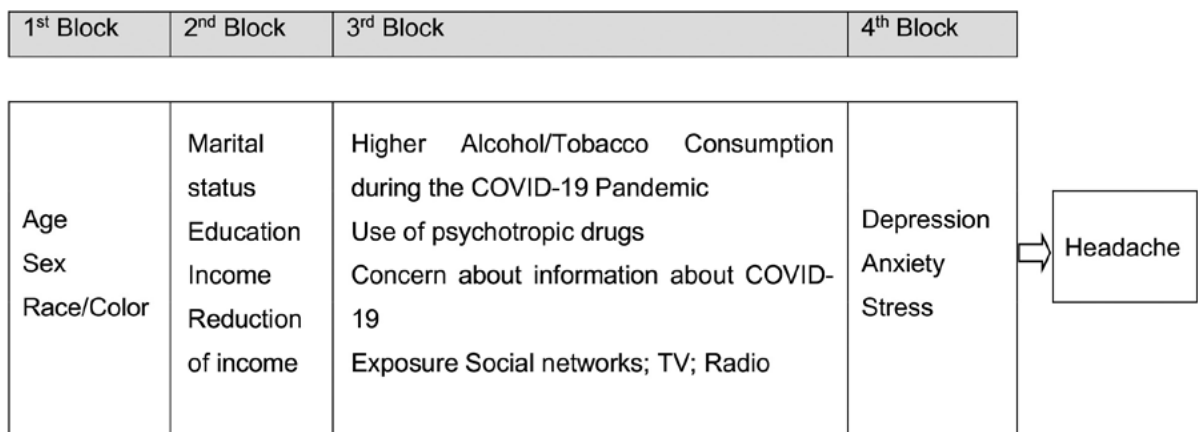 1st Block
2nd Block
3rd Block
4th Block
Age
Sex
Race/Color
Marital
status
Education
Income
Reduction
of income
Higher Alcohol/Tobacco Consumption
during the COVID-19 Pandemic
Use of psychotropic drugs
Concern about information about COVID-
19
Exposure Social networks; TV; Radio
Depression
Anxiety
Stress
Headache